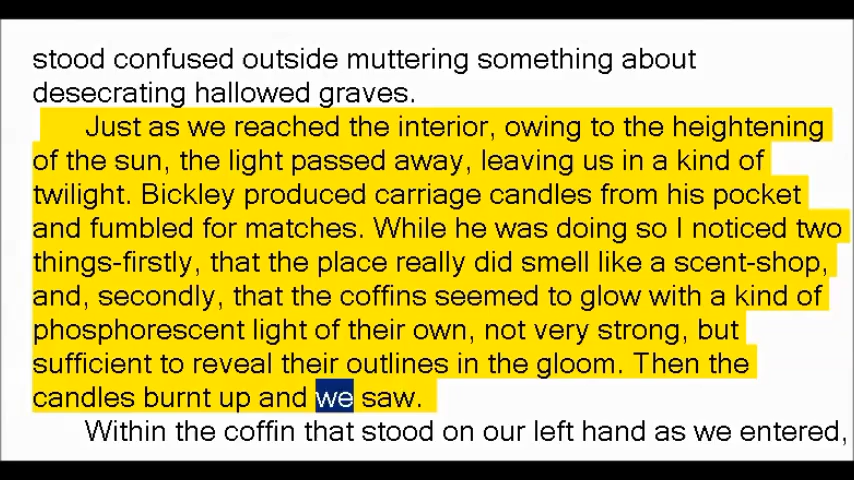 stood confused outside muttering something about
desecrating hallowed graves.
Just as we reached the interior, owing to the heightening
of the sun, the light passed away, leaving us in a kind of
twilight. Bickley produced carriage candles from his pocket
and fumbled for matches. While he was doing so I noticed two
things-firstly, that the place really did smell like a scent-shop,
and, secondly, that the coffins seemed to glow with a kind of
phosphorescent light of their own, not very strong, but
sufficient to reveal their outlines in the gloom. Then the
candles burnt up and we saw.
Within the coffin that stood on our left hand as we entered,